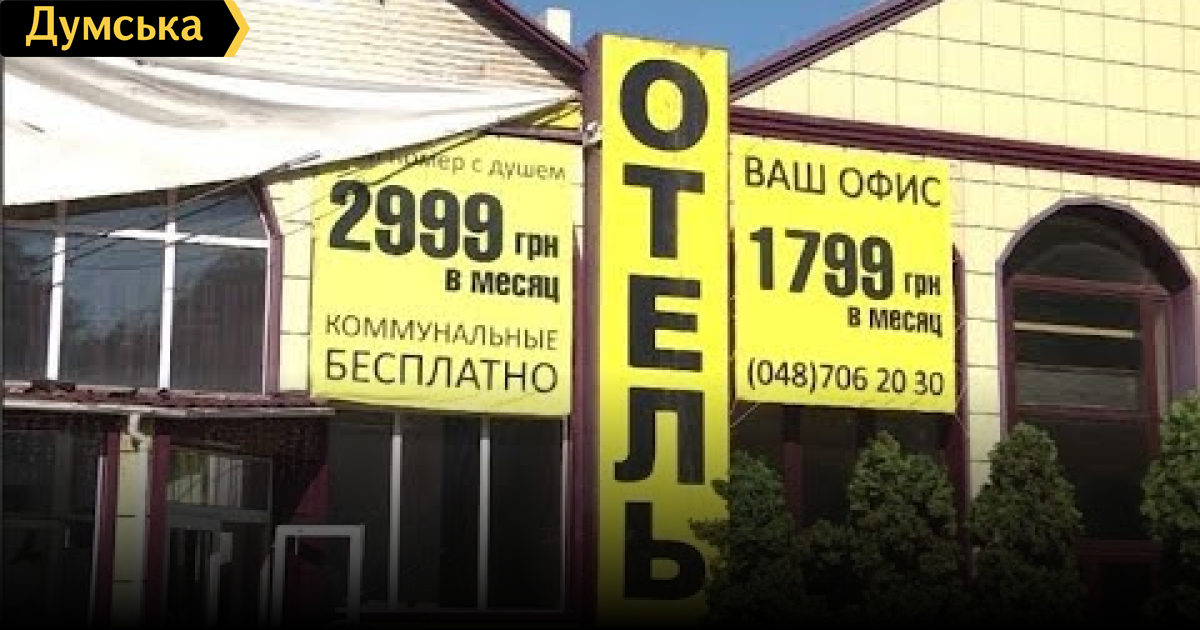 Думська
номер с душем
2999 грн
в месяц
КОММУНАЛЬНЫЕ
БЕСПЛАТНО
ОТЕЛЬ
ВАШ ОФИС
1799 грн
в месяц
(048)706 20 30